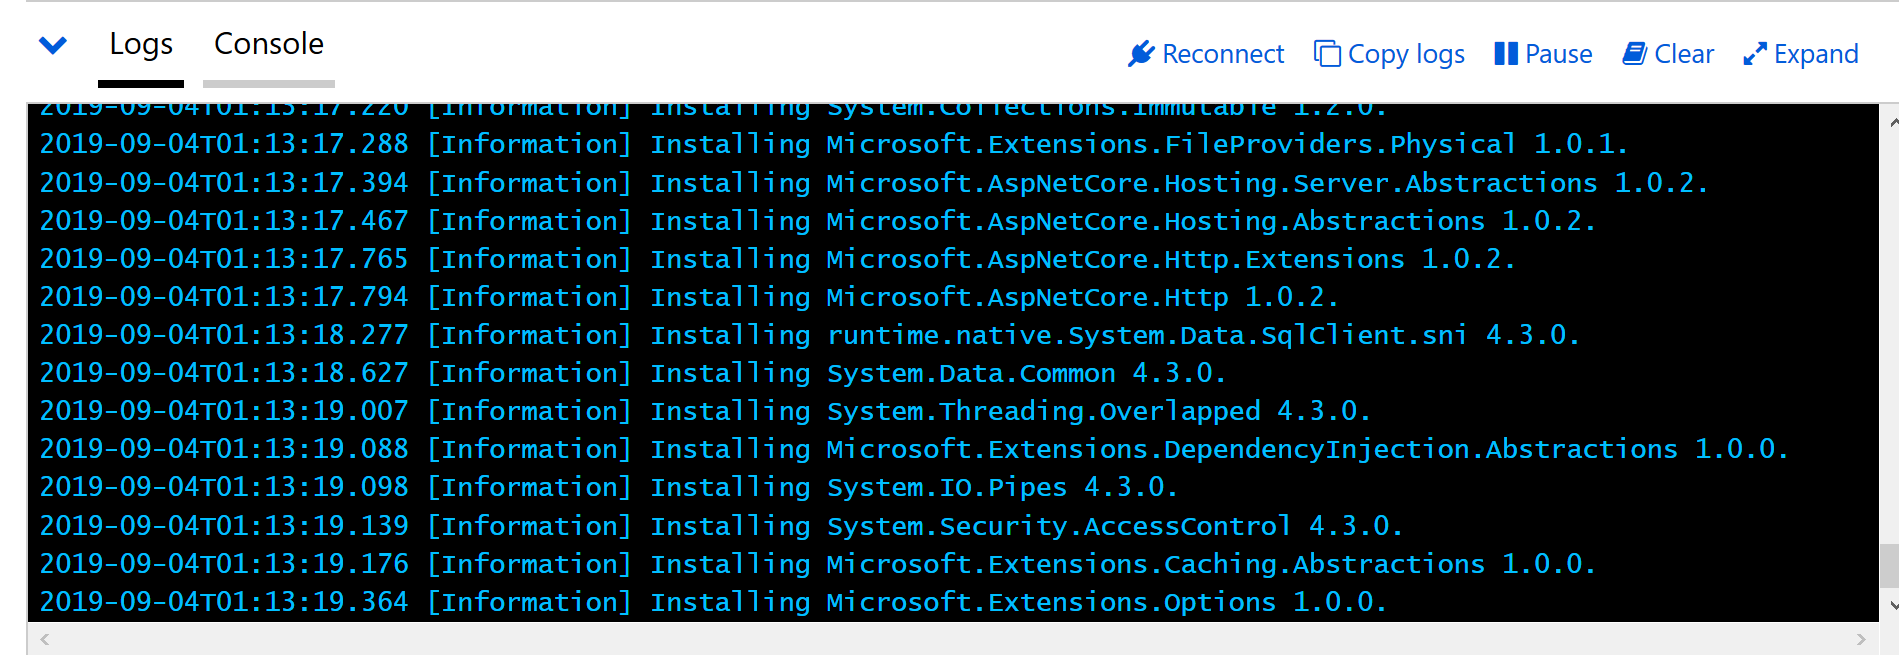 Logs Console Reconnect Copy logs Pause Clear Expand
2019-09-04T01:13:17.220 [Information] Installing System.Collections.Immutable 1.2.0.
2019-09-04T01:13:17.288 [Information] Installing Microsoft.Extensions.FileProviders.Physical 1.0.1.
2019-09-04T01:13:17.394 [Information] Installing Microsoft.AspNetCore.Hosting.Server.Abstractions 1.0.2.
2019-09-04T01:13:17.467 [Information] Installing Microsoft.AspNetCore.Hosting.Abstractions 1.0.2.
2019-09-04T01:13:17.765 [Information] Installing Microsoft.AspNetCore.Http.Extensions 1.0.2.
2019-09-04T01:13:17.794 [Information] Installing Microsoft.AspNetCore.Http 1.0.2.
2019-09-04T01:13:18.277 [Information] Installing runtime.native.System.Data.SqlClient.sni 4.3.0.
2019-09-04T01:13:18.627 [Information] Installing System.Data.Common 4.3.0.
2019-09-04T01:13:19.007 [Information] Installing System.Threading.Overlapped 4.3.0.
2019-09-04T01:13:19.088 [Information] Installing Microsoft.Extensions.DependencyInjection.Abstractions 1.0.0.
2019-09-04T01:13:19.098 [Information] Installing System.IO.Pipes 4.3.0.
2019-09-04T01:13:19.139 [Information] Installing System.Security.AccessControl 4.3.0.
2019-09-04T01:13:19.176 [Information] Installing Microsoft.Extensions.Caching.Abstractions 1.0.0.
2019-09-04T01:13:19.364 [Information] Installing Microsoft.Extensions.Options 1.0.0.